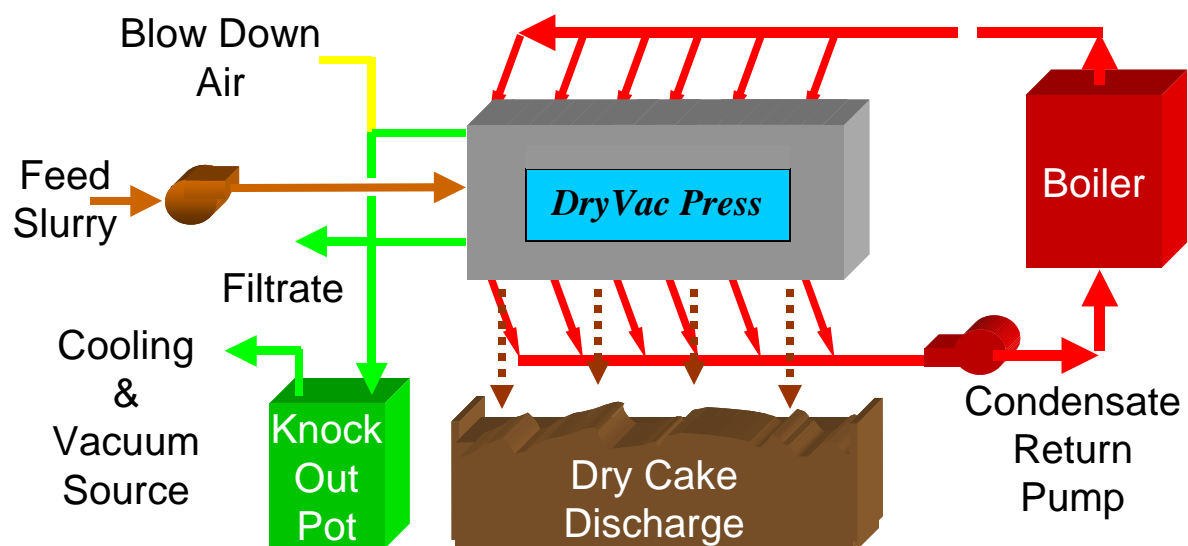 Blow Down
Air
Feed
Slurry
DryVac Press
Boiler
Filtrate
Cooling
&
Vacuum
Source
Knock
Out
Pot
Dry Cake
Discharge
Condensate
Return
Pump